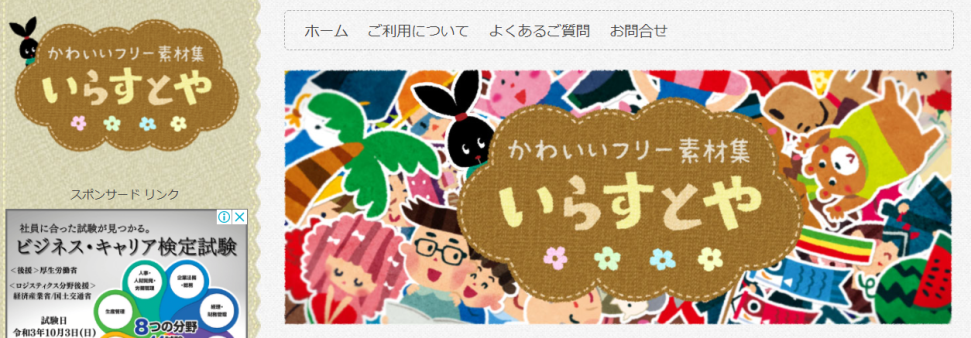 かわいいフリー素材集
いらすとや
スポンサード リンク
社員に合った試験が見つかる。
ビジネス・キャリア検定試験
<後援>厚生労働省
<ロジスティクス分野後援>
経済産業省/国土交通省
試験日
令和3年10月3日(日)
人事・
人材開発・
労務管理
企業法務
・総務
生産管理
8つの分野
ホーム ご利用について よくあるご質問 お問合せ
かわいいフリー素材集
いらすとや